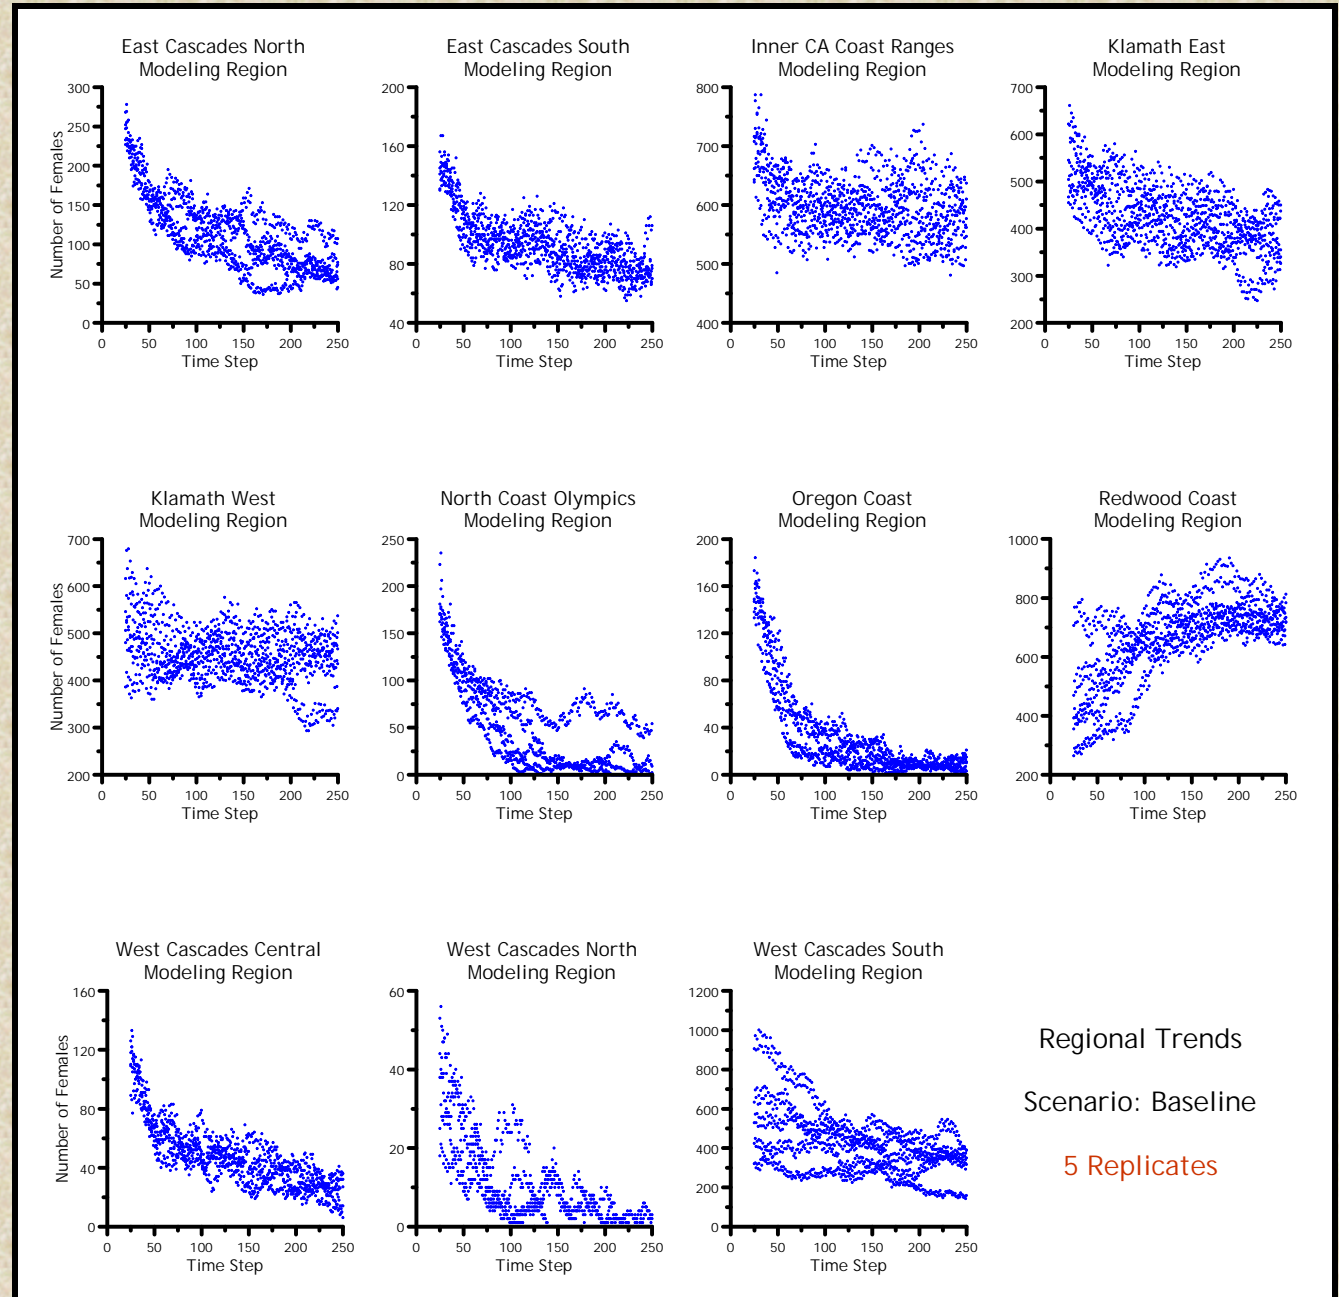 East Cascades North
Modeling Region
East Cascades South
Modeling Region
Inner CA Coast Ranges
Modeling Region
Klamath East
Modeling Region
Number of Females
300
250
200
150
100
50
0
0 50 100 150 200 250
Time Step
200
160
120
80
40
0 50 100 150 200 250
Time Step
800
700
600
500
400
0 50 100 150 200 250
Time Step
700
600
500
400
300
200
0 50 100 150 200 250
Time Step
Klamath West
Modeling Region
North Coast Olympics
Modeling Region
Oregon Coast
Modeling Region
Redwood Coast
Modeling Region
Number of Females
700
600
500
400
300
200
0 50 100 150 200 250
Time Step
250
200
150
100
50
0
0 50 100 150 200 250
Time Step
200
160
120
80
40
0
0 50 100 150 200 250
Time Step
1000
800
600
400
200
0 50 100 150 200 250
Time Step
West Cascades Central
Modeling Region
West Cascades North
Modeling Region
West Cascades South
Modeling Region
Number of Females
160
120
80
40
0
0 50 100 150 200 250
Time Step
60
40
20
0
0 50 100 150 200 250
Time Step
1200
1000
800
600
400
200
0
0 50 100 150 200 250
Time Step
Regional Trends
Scenario: Baseline
5 Replicates